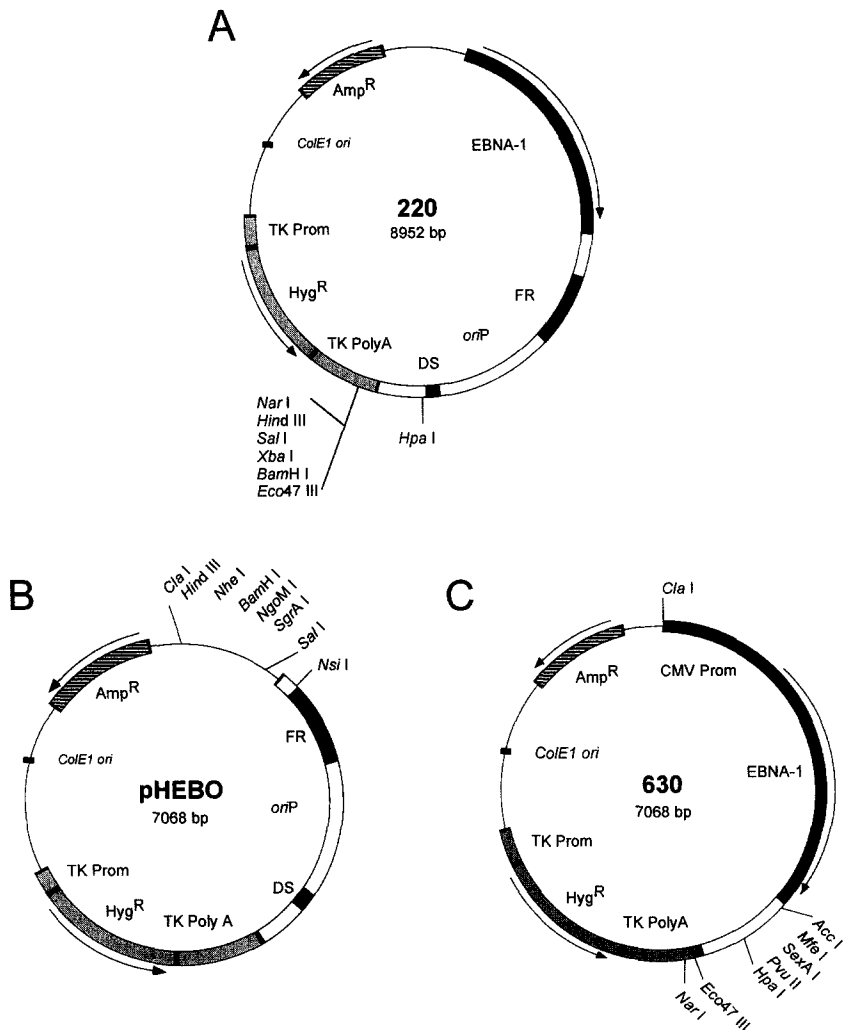 A
AmpR
ColE1 ori
EBNA-1
220
8952 bp
TK Prom
HygR
FR
oriP
TK PolyA
DS
Nar I
Hind III
Sal I
Xba I
BamH I
Eco47 III
Hpa I
B
Cla I
Hind III
Nhe I
BamH I
NgoM I
SgrA I
Sal I
Nsi I
AmpR
FR
ColE1 ori
pHEBO
7068 bp
oriP
TK Prom
HygR
TK Poly A
DS
C
Cla I
CMV Prom
AmpR
ColE1 ori
EBNA-1
630
7068 bp
TK Prom
HygR
TK PolyA
Acc I
Mfe I
SexA I
Pvu II
Hpa I
Eco47 III
Nar I